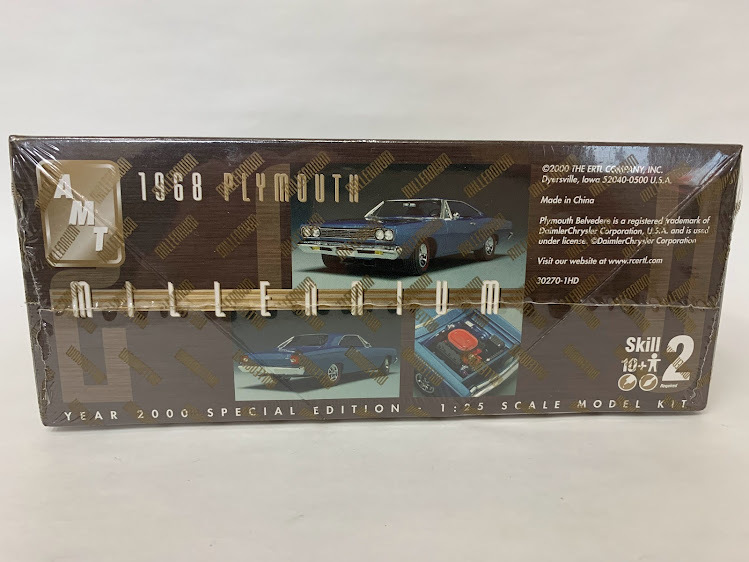 AMT
1968 PLYMOUTH
©2000 THE ERTL COMPANY, INC.
Dyersville, Iowa 52040-0500 U.S.A.
Made in China
Plymouth Belvedere is a registered trademark of
DaimlerChrysler Corporation, U.S.A. and is used
under license. ©DaimlerChrysler Corporation
Visit our website at www.rcertl.com
30270-1HD
MILLENNIUM
Skill
10+
2
Required
YEAR 2000 SPECIAL EDITION · 1:25 SCALE MODEL KIT